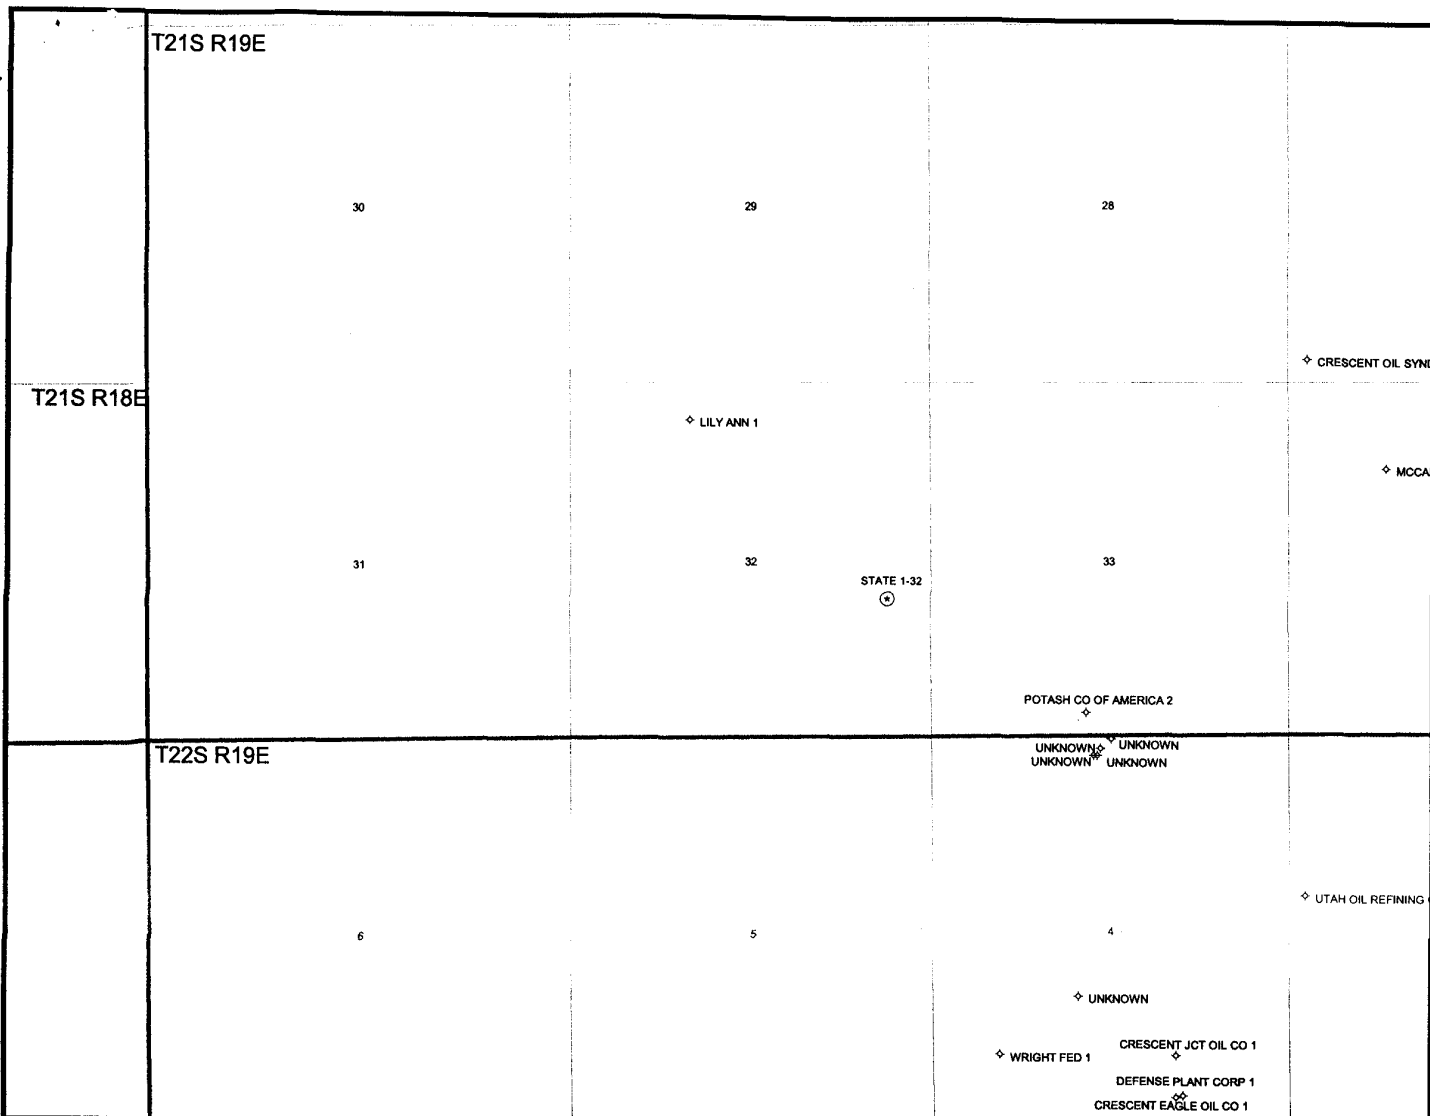 T21S R19E
30
29
28
CRESCENT OIL SYND
T21S R18E
LILY ANN 1
MCCA
31
32
33
STATE 1-32
POTASH CO OF AMERICA 2
UNKNOWN
UNKNOWN
UNKNOWN
UNKNOWN
T22S R19E
UTAH OIL REFINING
6
5
4
UNKNOWN
WRIGHT FED 1
CRESCENT JCT OIL CO 1
DEFENSE PLANT CORP 1
CRESCENT EAGLE OIL CO 1